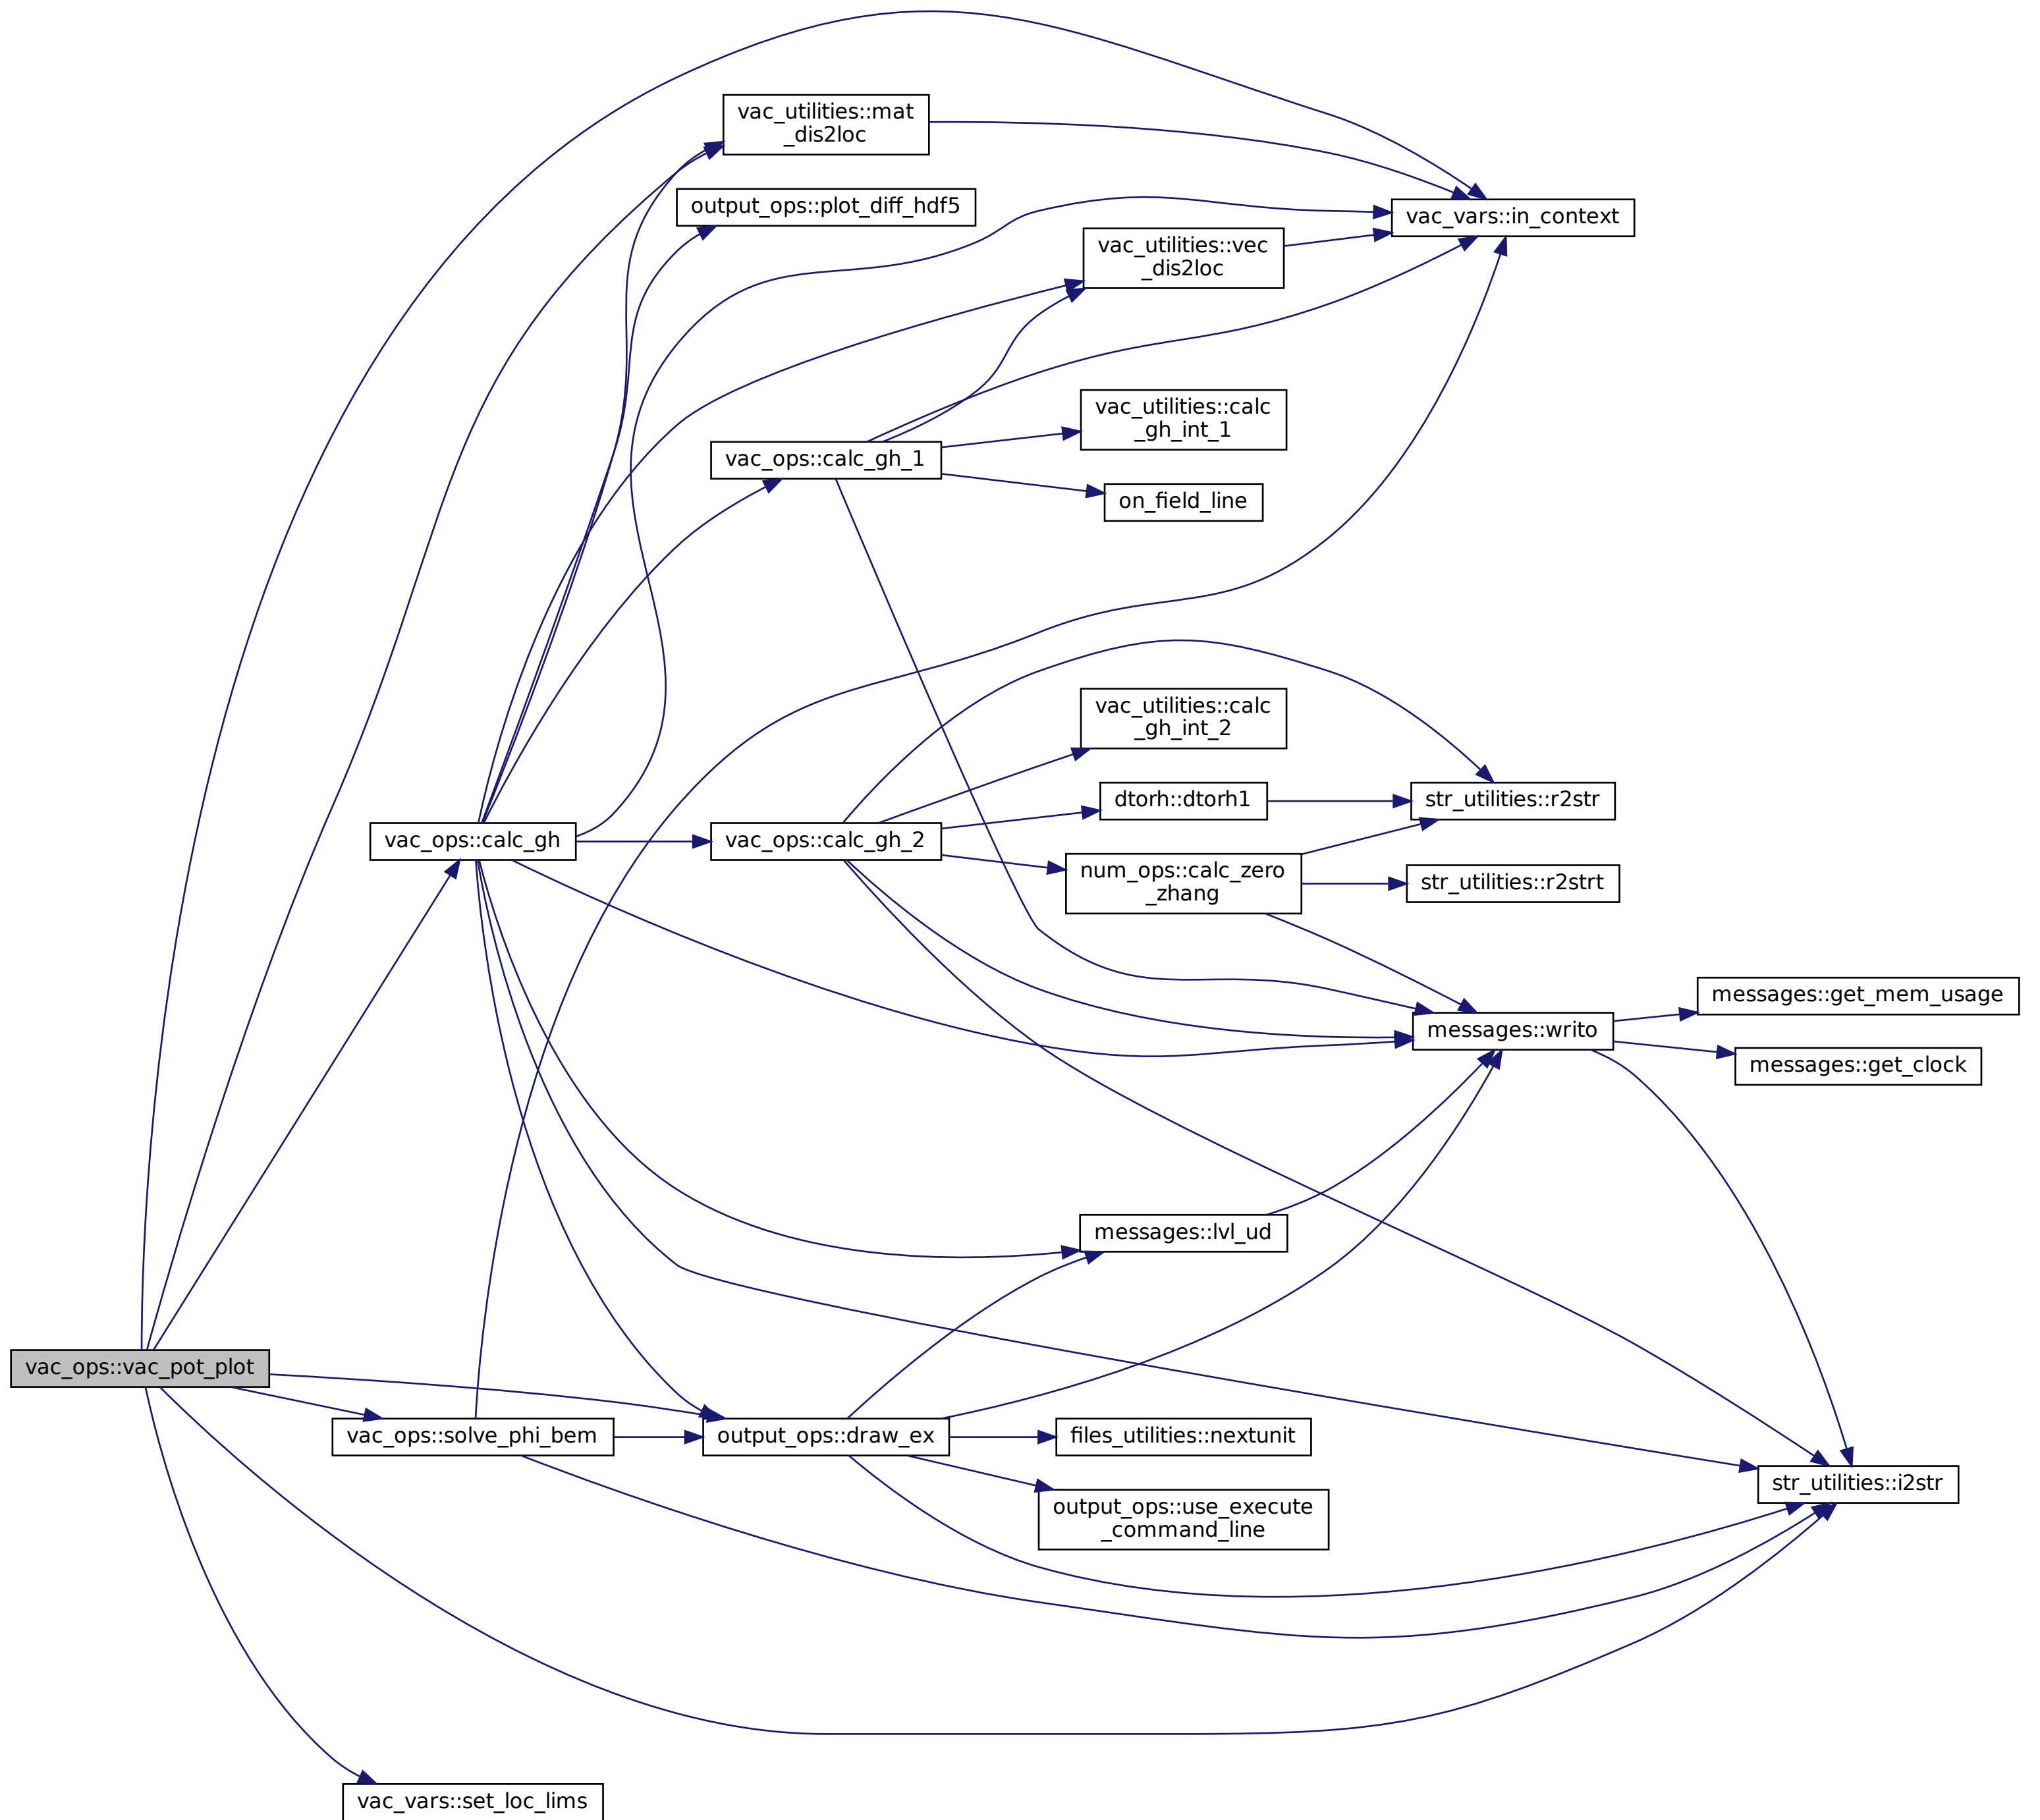 vac_utilities::mat
_dis2loc
output_ops::plot_diff_hdf5
vac_vars::in_context
vac_utilities::vec
_dis2loc
vac_utilities::calc
_gh_int_1
vac_ops::calc_gh_1
on_field_line
vac_utilities::calc
_gh_int_2
dtorh::dtorh1
str_utilities::r2str
vac_ops::calc_gh
vac_ops::calc_gh_2
num_ops::calc_zero
_zhang
str_utilities::r2strt
messages::get_mem_usage
messages::writo
messages::get_clock
messages::lvl_ud
vac_ops::vac_pot_plot
vac_ops::solve_phi_bem
output_ops::draw_ex
files_utilities::nextunit
str_utilities::i2str
output_ops::use_execute
_command_line
vac_vars::set_loc_lims